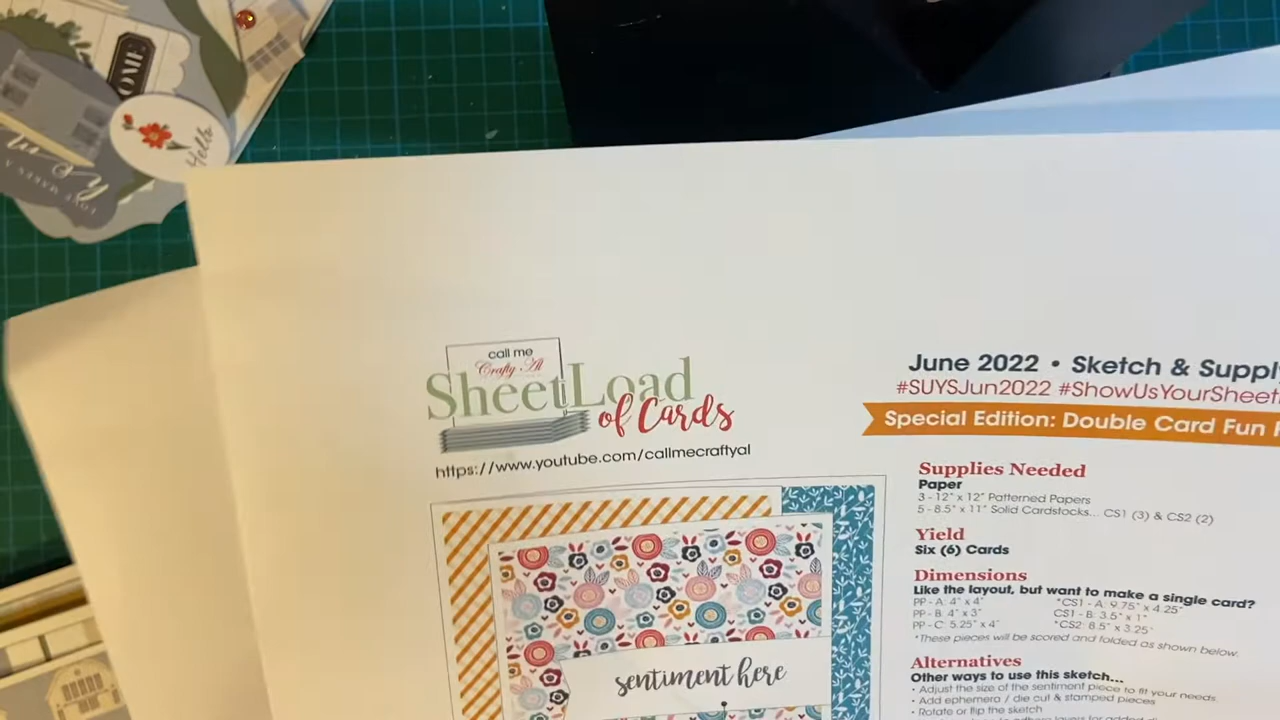 OME
Hello
LOVE MAKES
call me
Crafty Al
SheetLoad
of Cards
https://www.youtube.com/callmecraftyal
sentiment here
June 2022 • Sketch & Supply
#SUYSJun2022 #ShowUsYourSheet
Special Edition: Double Card Fun
Supplies Needed
Paper
3 - 12" x 12" Patterned Papers
5 - 8.5" x 11" Solid Cardstocks... CS1 (3) & CS2 (2)
Yield
Six (6) Cards
Dimensions
Like the layout, but want to make a single card?
PP - A: 4" x 4" *CS1 - A: 9.75" x 4.25"
PP - B: 4" x 3" CS1 - B: 3.5" x 1"
PP - C: 5.25" x 4" *CS2: 8.5" x 3.25"
*These pieces will be scored and folded as shown below.
Alternatives
Other ways to use this sketch...
• Adjust the size of the sentiment piece to fit your needs.
• Add ephemera / die cut & stamped pieces
• Rotate or flip the sketch